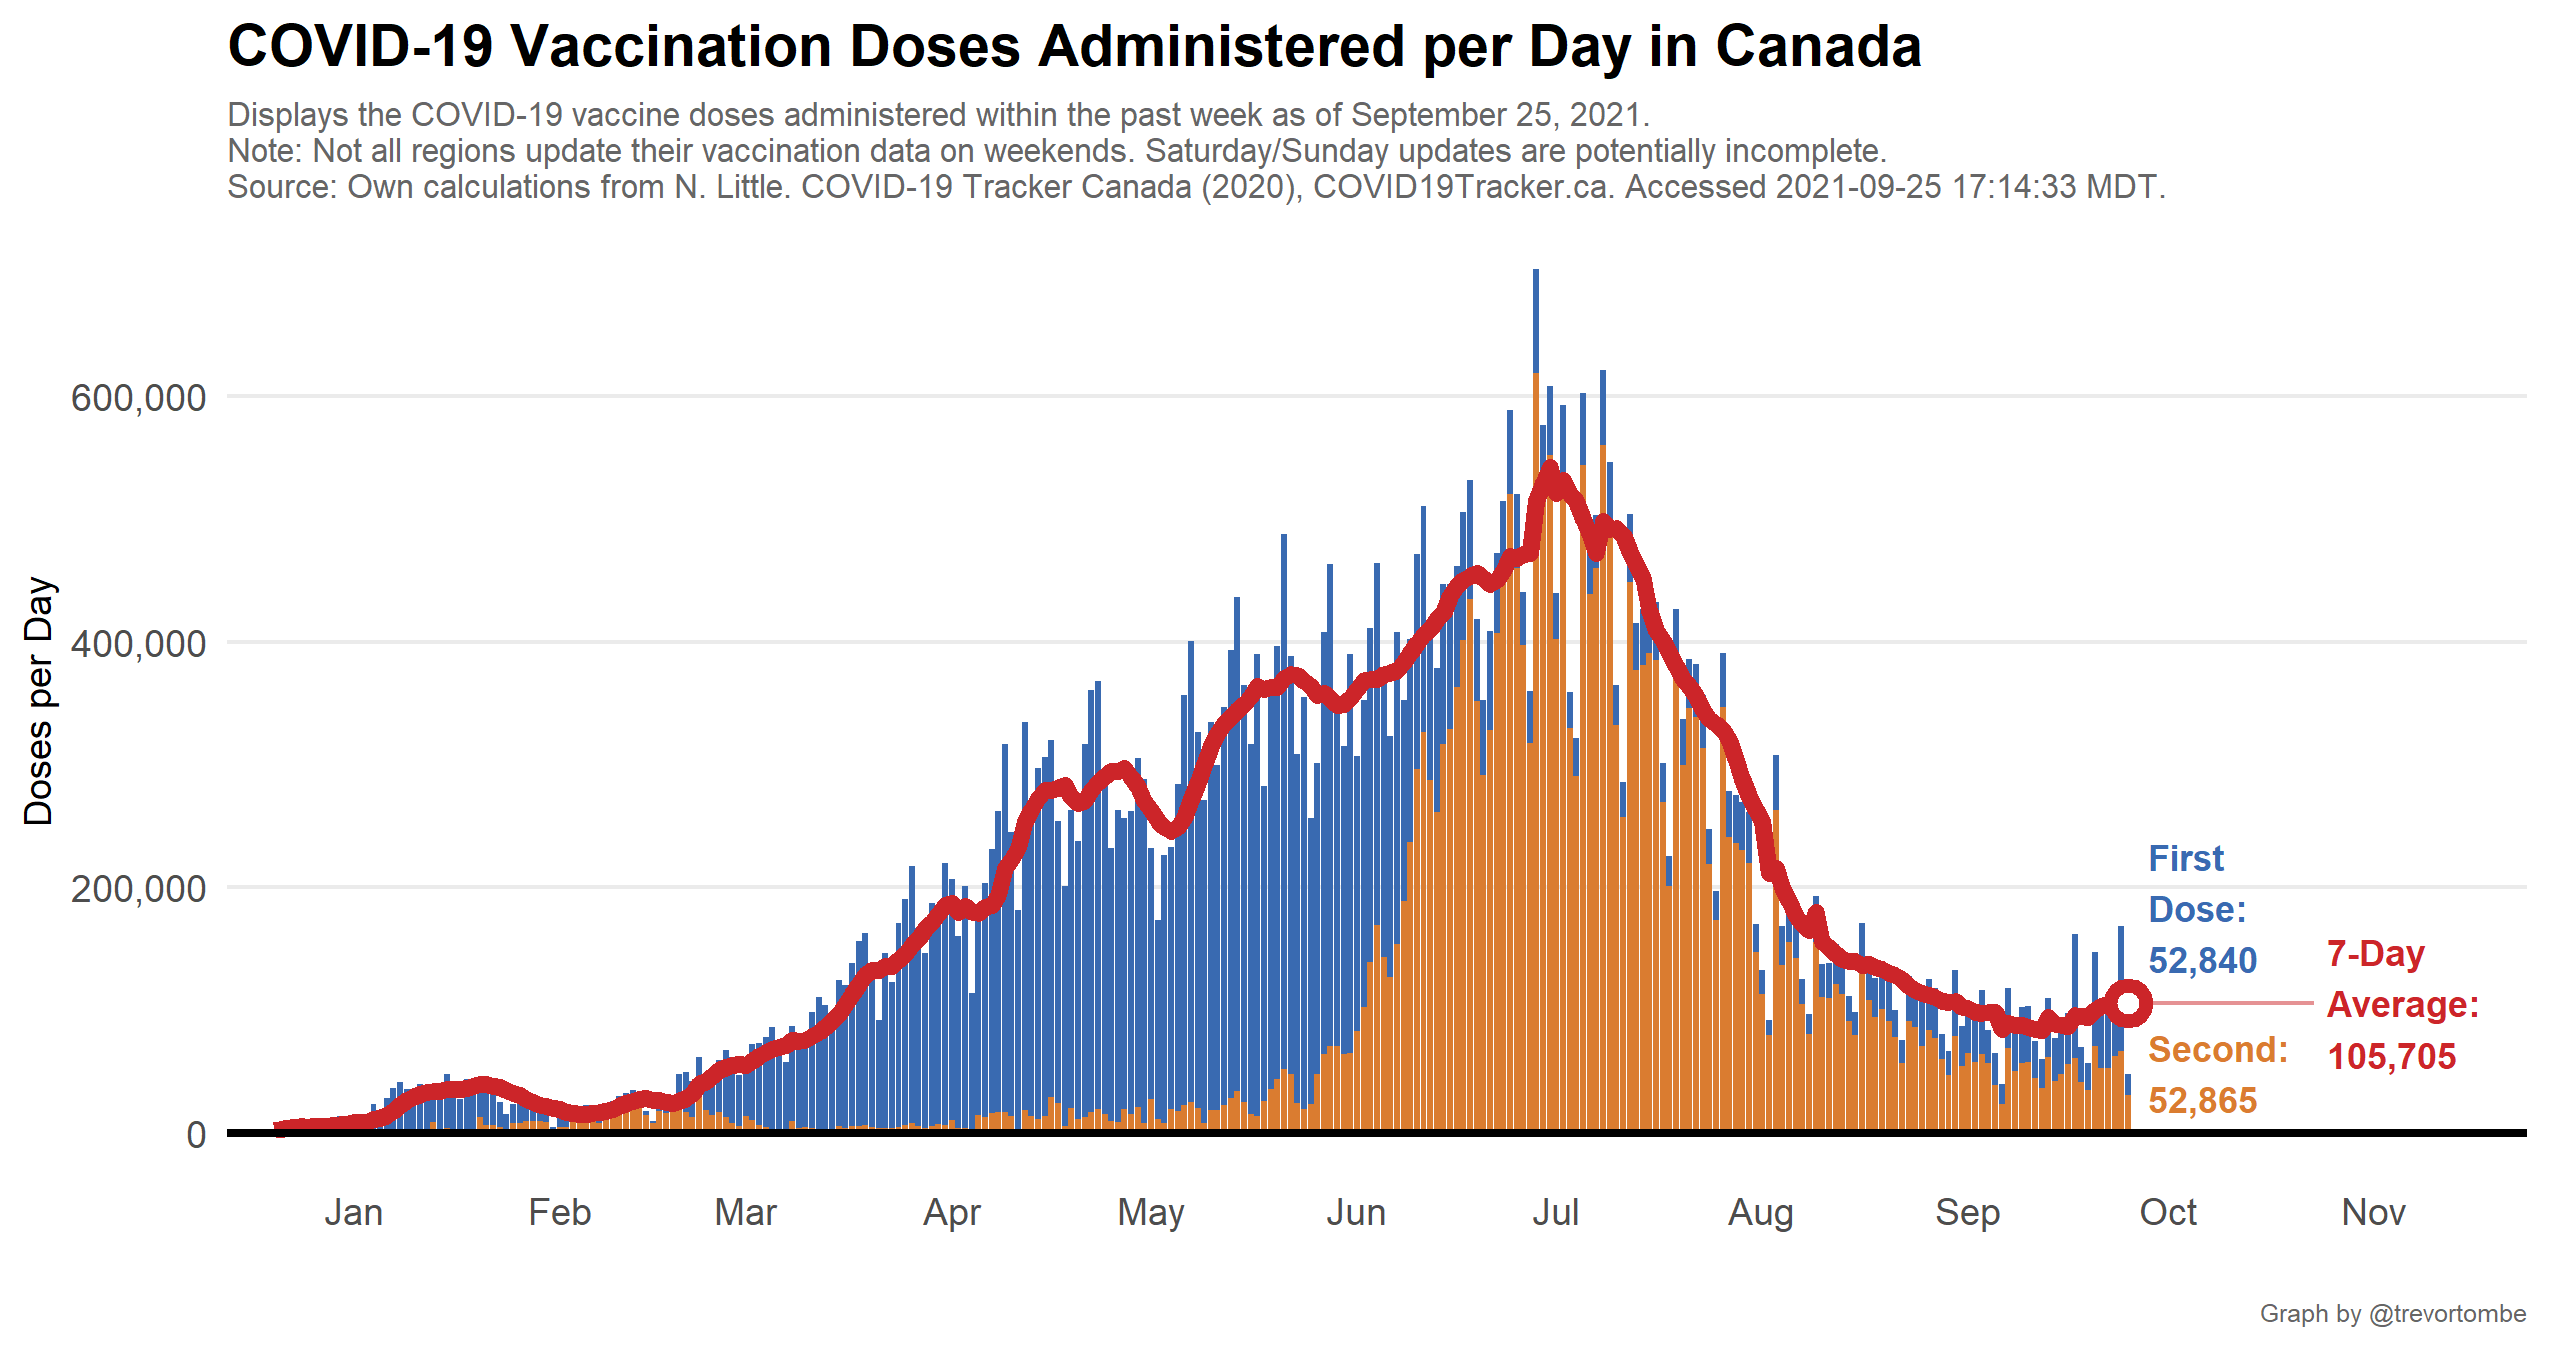 COVID-19 Vaccination Doses Administered per Day in Canada
Displays the COVID-19 vaccine doses administered within the past week as of September 25, 2021.
Note: Not all regions update their vaccination data on weekends. Saturday/Sunday updates are potentially incomplete.
Source: Own calculations from N. Little. COVID-19 Tracker Canada (2020), COVID19Tracker.ca. Accessed 2021-09-25 17:14:33 MDT.
Doses per Day
600,000
400,000
200,000
0
First
Dose:
52,840
Second:
52,865
7-Day
Average:
105,705
Jan Feb Mar Apr May Jun Jul Aug Sep Oct Nov
Graph by @trevortombe